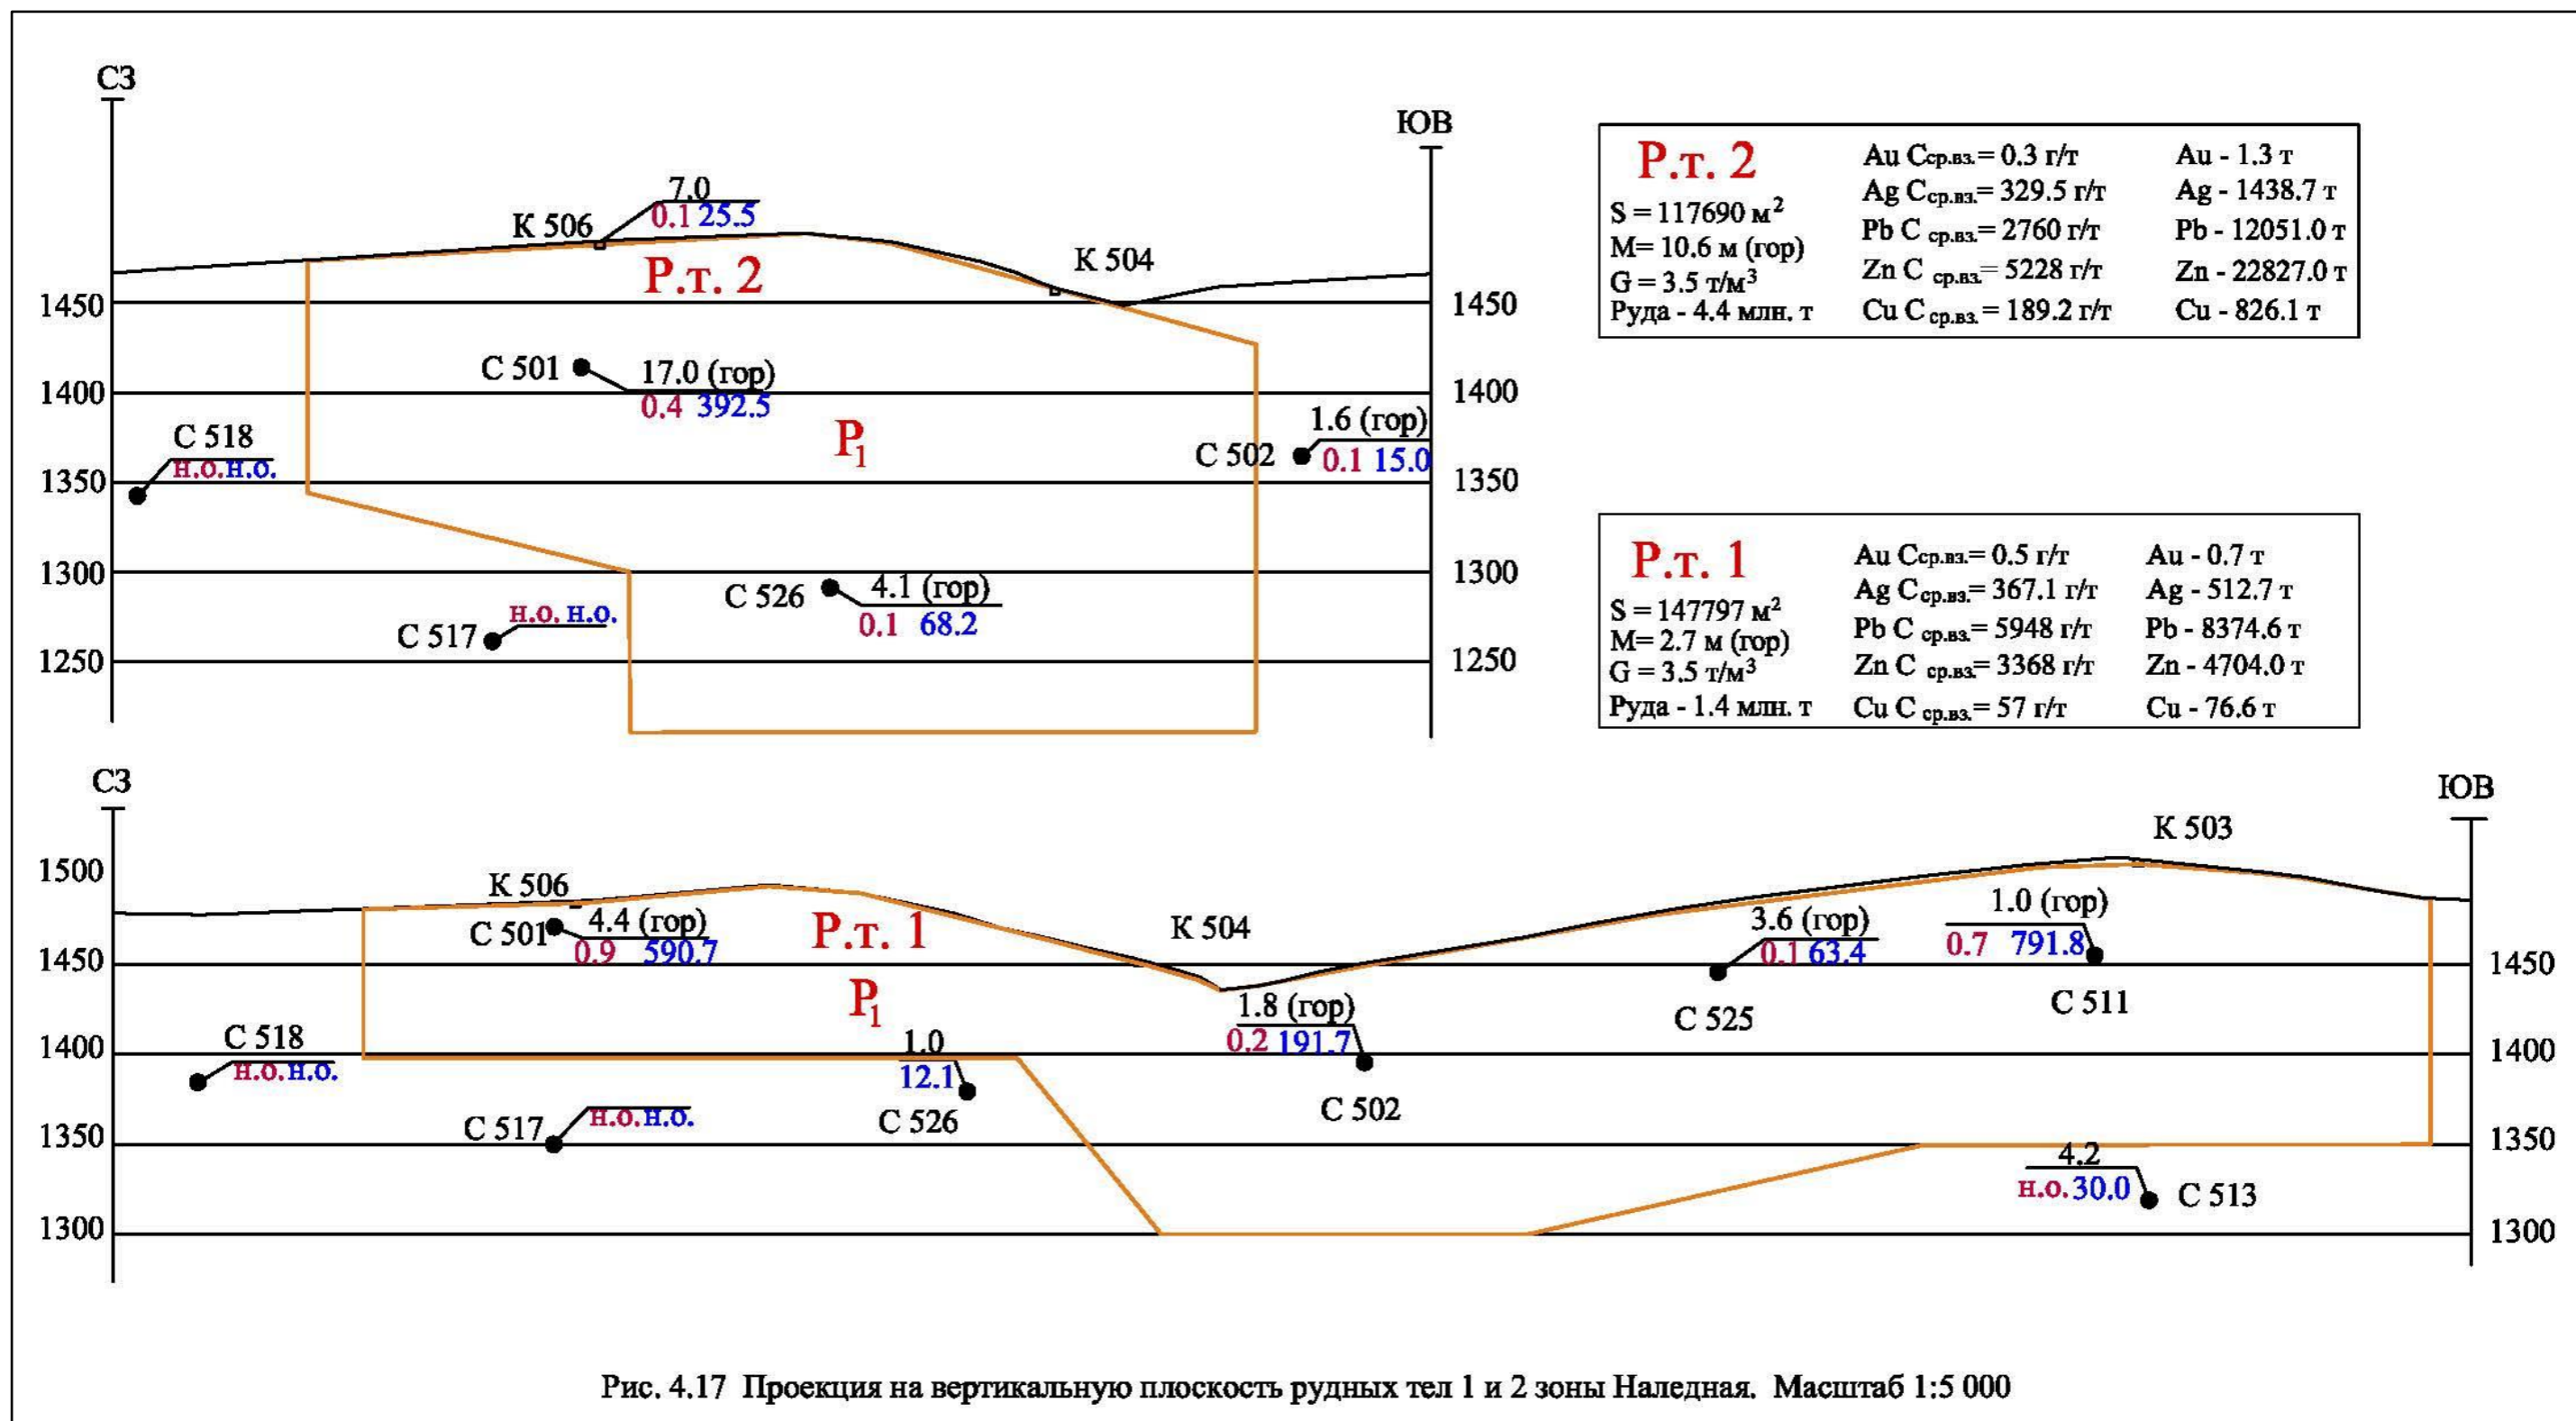 СЗ
ЮВ
7.0
К 506
0.1 25.5
Р.т. 2
К 504
1450
1450
С 501
17.0 (гор)
0.4 392.5
1400
1400
С 518
н.о. н.о.
Р1
1.6 (гор)
С 502
0.1 15.0
1350
1350
1300
1300
С 526
4.1 (гор)
0.1 68.2
н.о. н.о.
С 517
1250
1250
Р.т. 2
S = 117690 м²
М= 10.6 м (гор)
G = 3.5 т/м³
Руда - 4.4 млн. т
Au Cср.вз.= 0.3 г/т
Ag Cср.вз.= 329.5 г/т
Pb C ср.вз.= 2760 г/т
Zn C ср.вз.= 5228 г/т
Cu C ср.вз.= 189.2 г/т
Au - 1.3 т
Ag - 1438.7 т
Pb - 12051.0 т
Zn - 22827.0 т
Cu - 826.1 т
Р.т. 1
S = 147797 м²
М= 2.7 м (гор)
G = 3.5 т/м³
Руда - 1.4 млн. т
Au Cср.вз.= 0.5 г/т
Ag Cср.вз.= 367.1 г/т
Pb C ср.вз.= 5948 г/т
Zn C ср.вз.= 3368 г/т
Cu C ср.вз.= 57 г/т
Au - 0.7 т
Ag - 512.7 т
Pb - 8374.6 т
Zn - 4704.0 т
Cu - 76.6 т
СЗ
ЮВ
К 503
1500
К 506
С 501
4.4 (гор)
0.9 590.7
Р.т. 1
К 504
3.6 (гор)
0.1 63.4
1.0 (гор)
0.7 791.8
1450
1450
Р1
1.8 (гор)
0.2 191.7
С 525
С 511
С 518
н.о. н.о.
1400
1400
1.0
12.1
С 526
С 502
С 517
н.о. н.о.
1350
1350
4.2
н.о. 30.0
С 513
1300
1300
Рис. 4.17 Проекция на вертикальную плоскость рудных тел 1 и 2 зоны Наледная. Масштаб 1:5 000